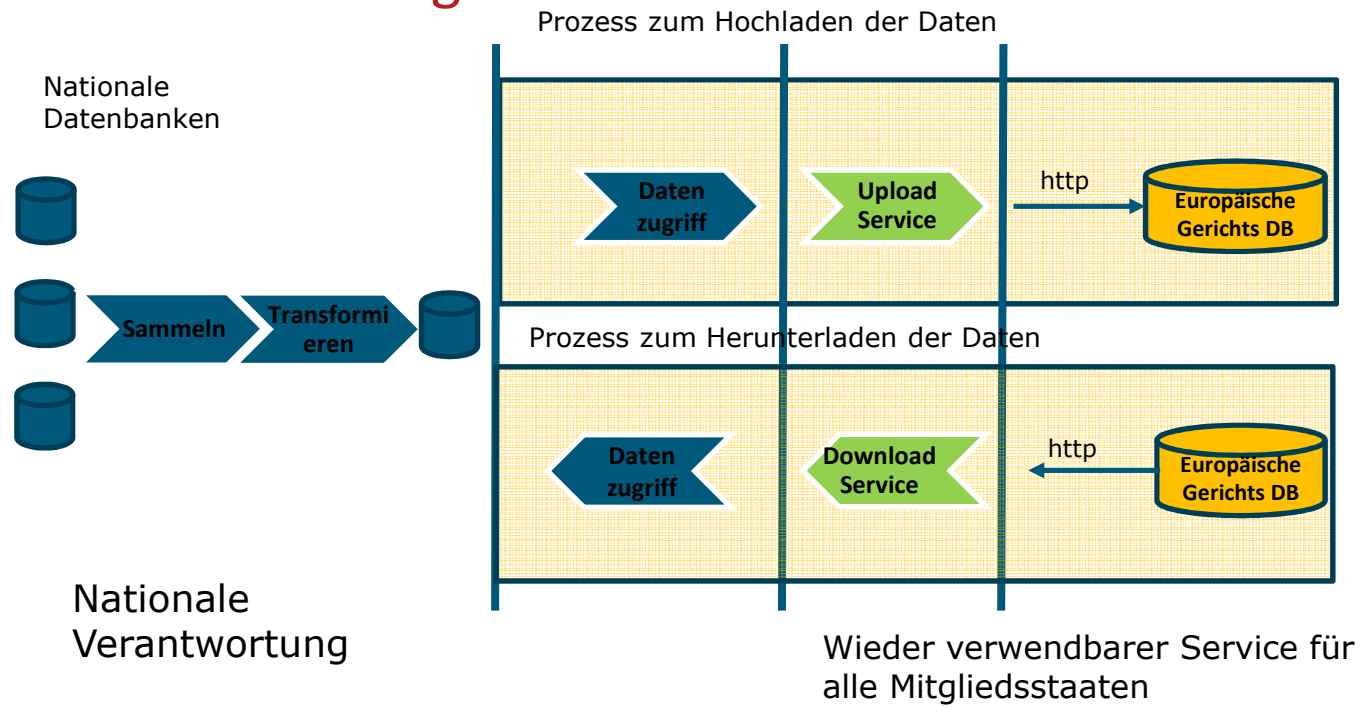 Prozess zum Hochladen der Daten
Nationale
Datenbanken
Daten
zugriff
Upload
Service
http
Europäische
Gerichts DB
Sammeln
Transformi
eren
Prozess zum Herunterladen der Daten
Daten
zugriff
Download
Service
http
Europäische
Gerichts DB
Nationale
Verantwortung
Wieder verwendbarer Service für
alle Mitgliedsstaaten